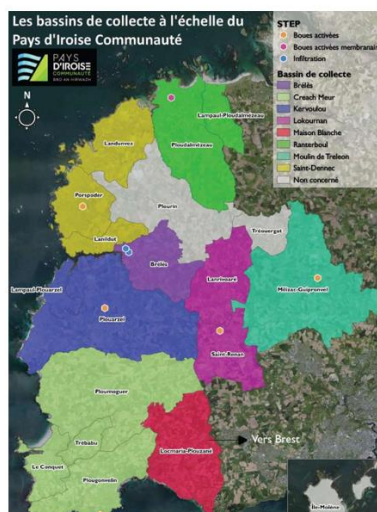 Les bassins de collecte à l'échelle du
Pays d'Iroise Communauté
PAYS
D'IROISE
COMMUNAUTÉ
N
STEP
Boues activées
Boues activées membranaires
Infiltration
Bassin de collecte
Brélès
Creach Meur
Kervoulou
Lokournan
Maison Blanche
Ranterboul
Moulin de Treleon
Saint-Denec
Non concerné
Lampaul-Ploudalmézeau
Landunvez
Ploudalmézeau
Plourin
Porspoder
Tréouergat
Lanildut
Brélès
Lanrivoaré
Milizac-Guipronvel
Lampaul-Plouarzel
Plouarzel
Saint-Renan
Ploumoguer
Trébabu
Locmaria-Plouzané
Vers Brest
Le Conquet
Plougonvelin
Île-Molène